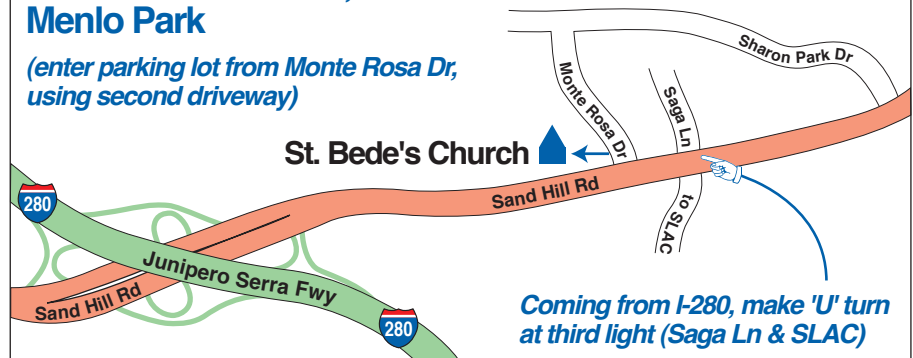 Menlo Park
(enter parking lot from Monte Rosa Dr,
using second driveway)
Sharon Park Dr
Monte Rosa Dr
Saga Ln
St. Bede's Church
Sand Hill Rd
to SLAC
280
Junipero Serra Fwy
Sand Hill Rd
280
Coming from I-280, make 'U' turn
at third light (Saga Ln & SLAC)